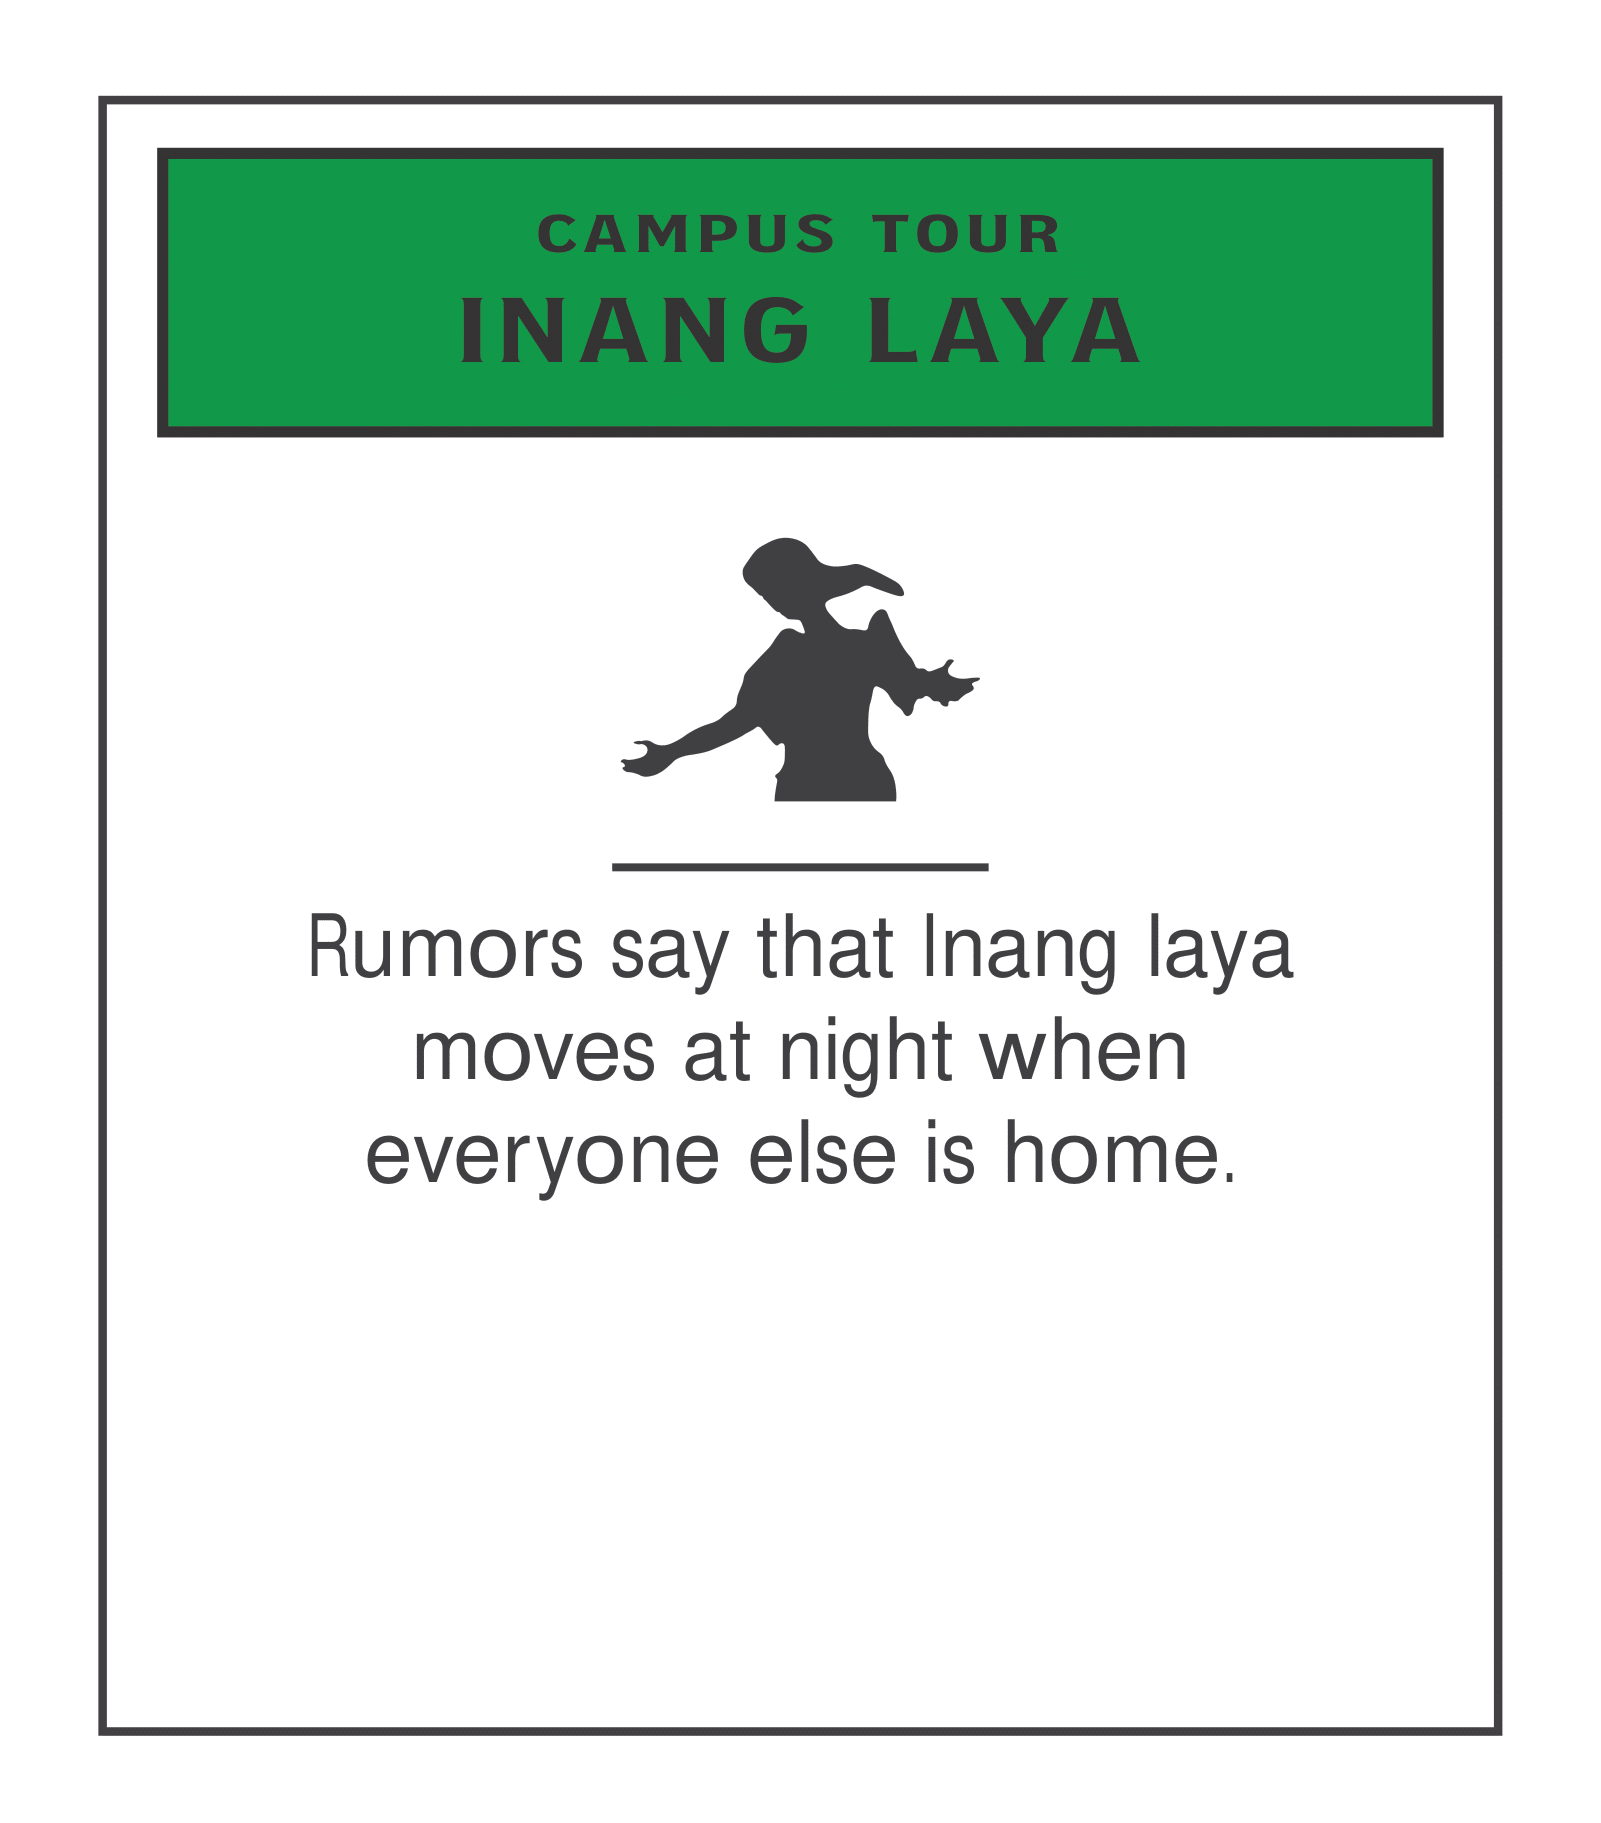 CAMPUS TOUR
INANG LAYA
Rumors say that Inang laya
moves at night when
everyone else is home.